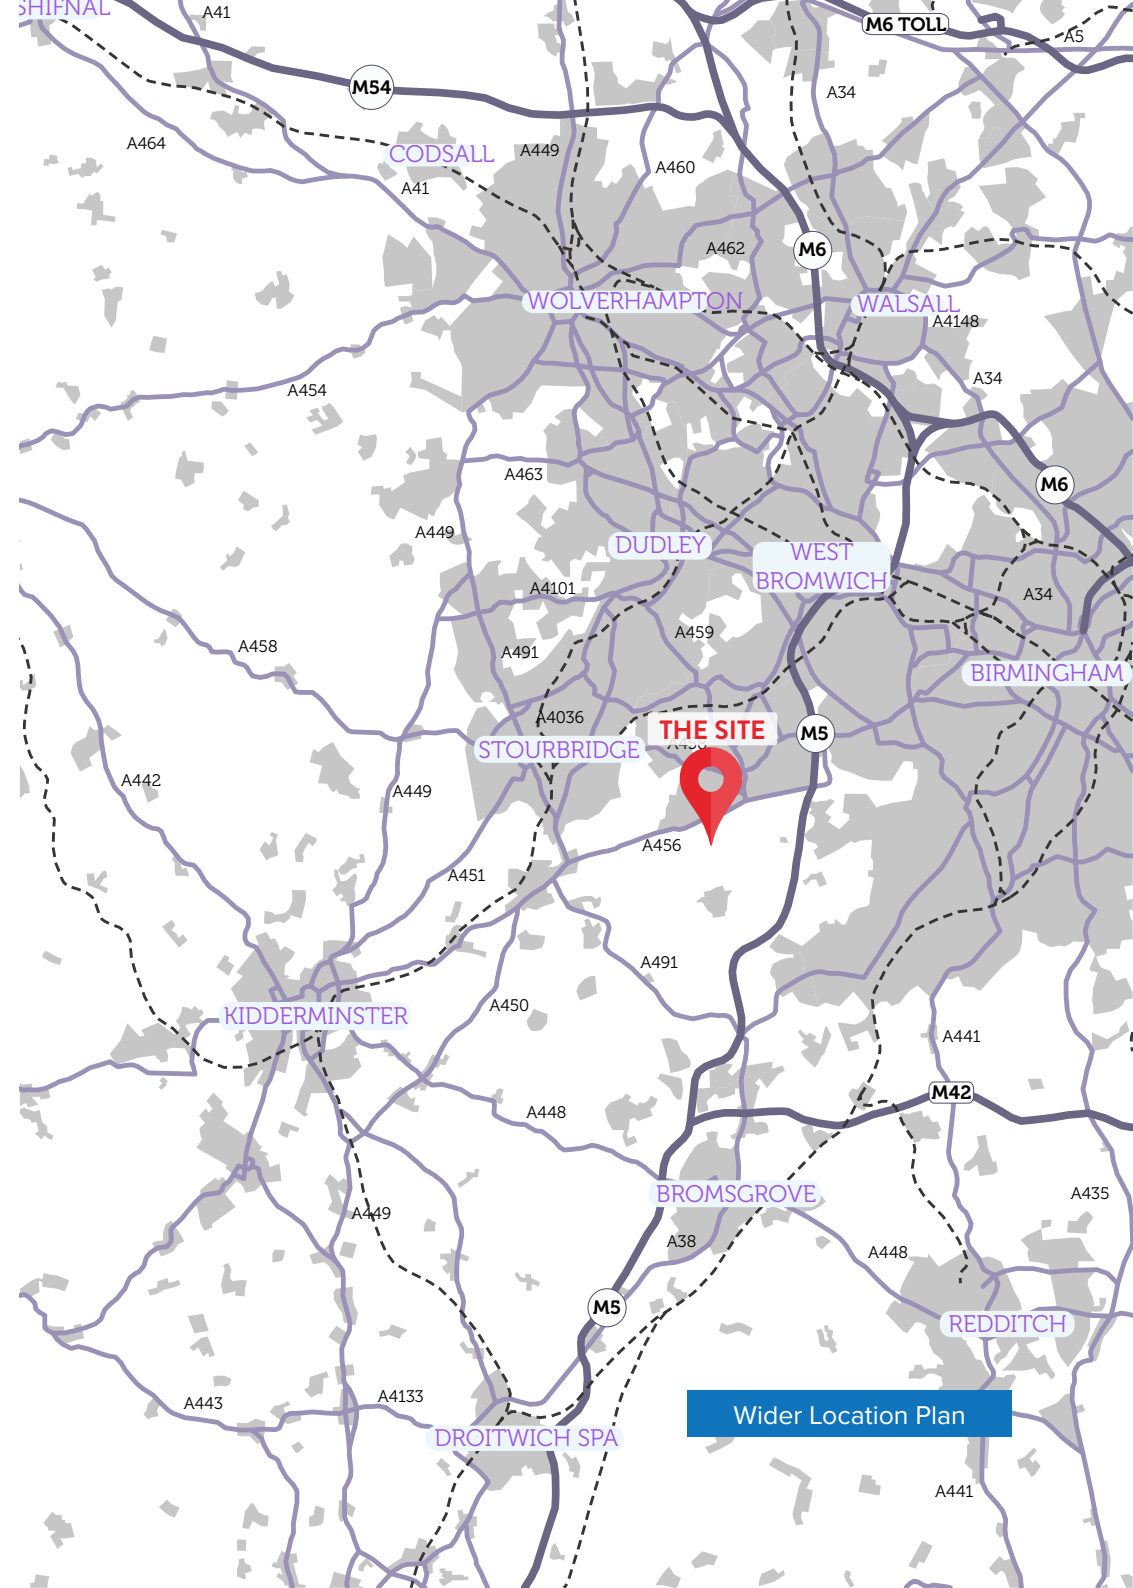 SHIFNAL
A41
M6 TOLL
A5
M54
A34
A464
CODSALL
A449
A460
A41
A462
M6
WOLVERHAMPTON
WALSALL
A4148
A454
A34
A463
M6
A449
DUDLEY
WEST
BROMWICH
A4101
A34
A459
A458
A491
BIRMINGHAM
A4036
THE SITE
M5
STOURBRIDGE
A458
A442
A449
A456
A451
A491
A450
KIDDERMINSTER
A441
M42
A448
BROMSGROVE
A435
A449
A38
A448
M5
REDDITCH
A443
A4133
Wider Location Plan
DROITWICH SPA
A441